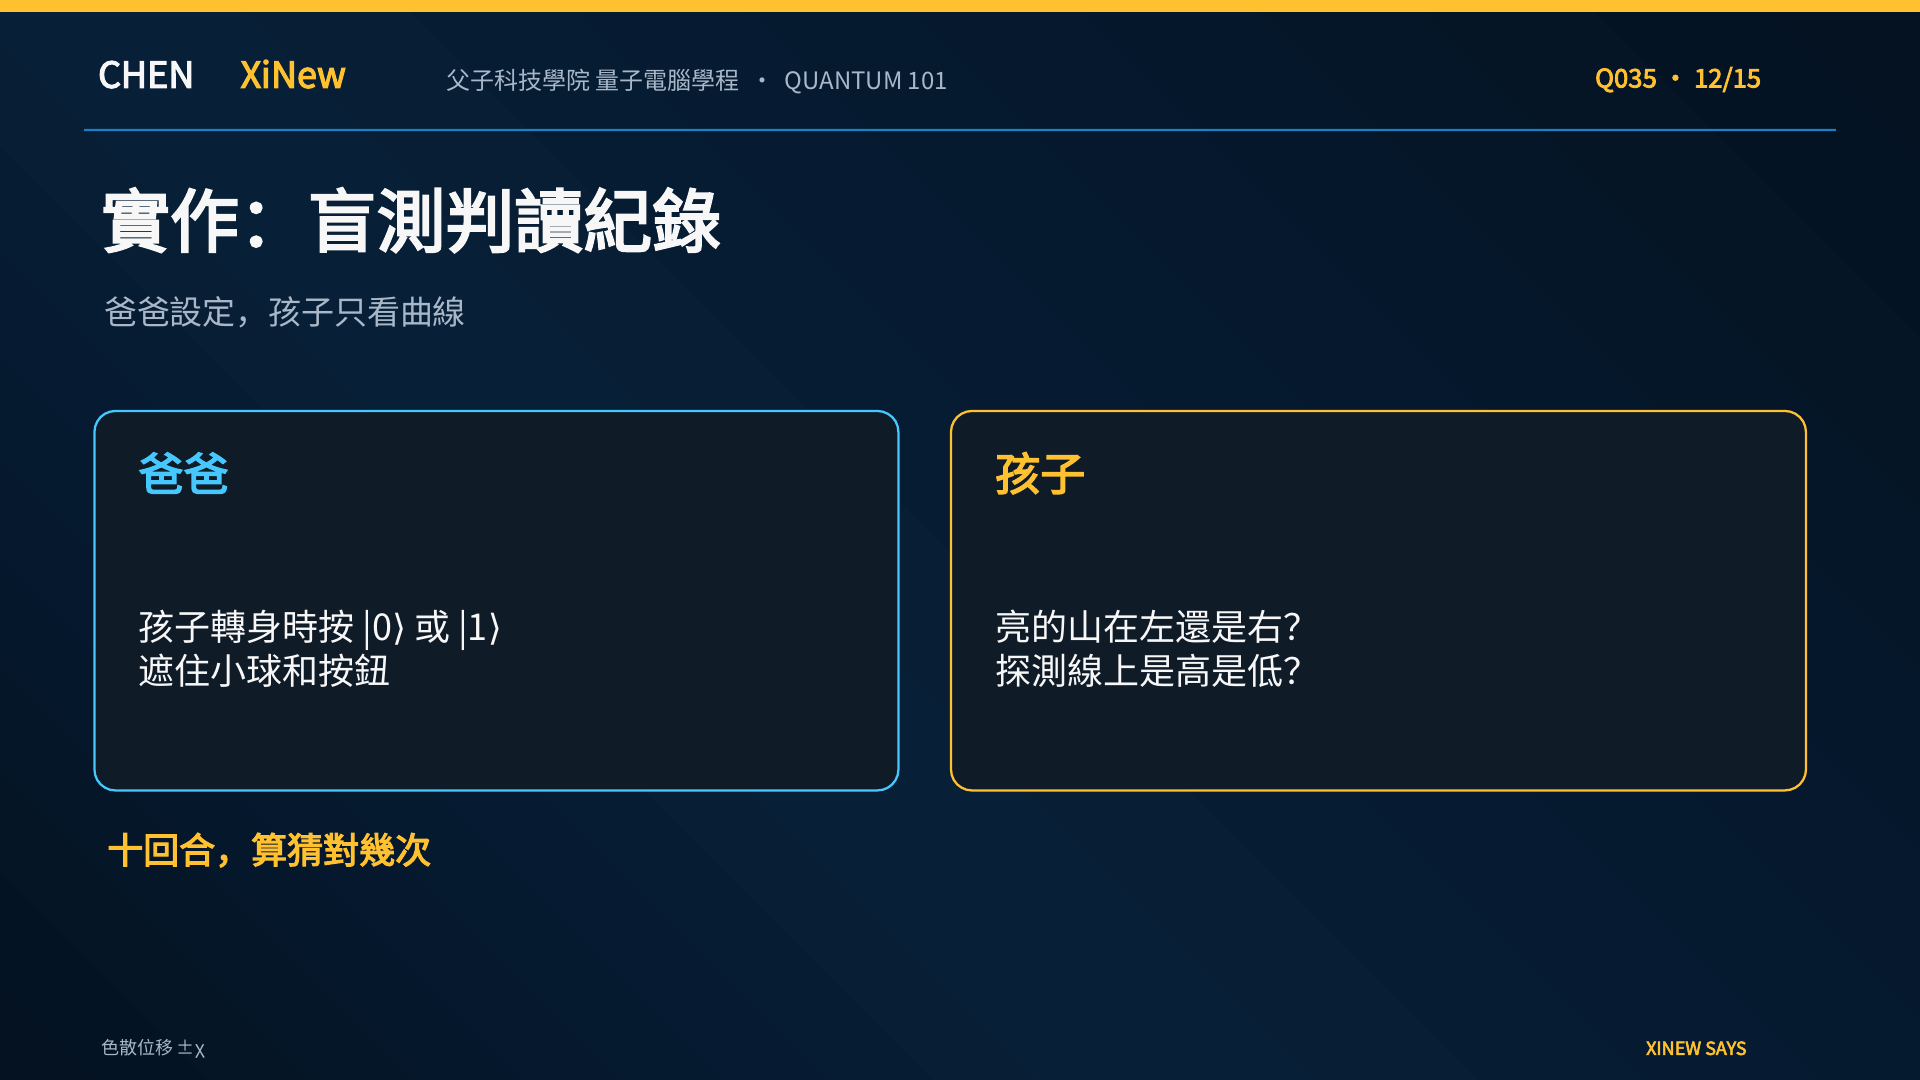 CHEN XiNew 父子科技學院 量子電腦學程 · QUANTUM 101 Q035 · 12/15
實作：盲測判讀紀錄
爸爸設定，孩子只看曲線
爸爸
孩子轉身時按 |0⟩ 或 |1⟩
遮住小球和按鈕
孩子
亮的山在左還是右？
探測線上是高是低？
十回合，算猜對幾次
色散位移 ±χ
XINEW SAYS